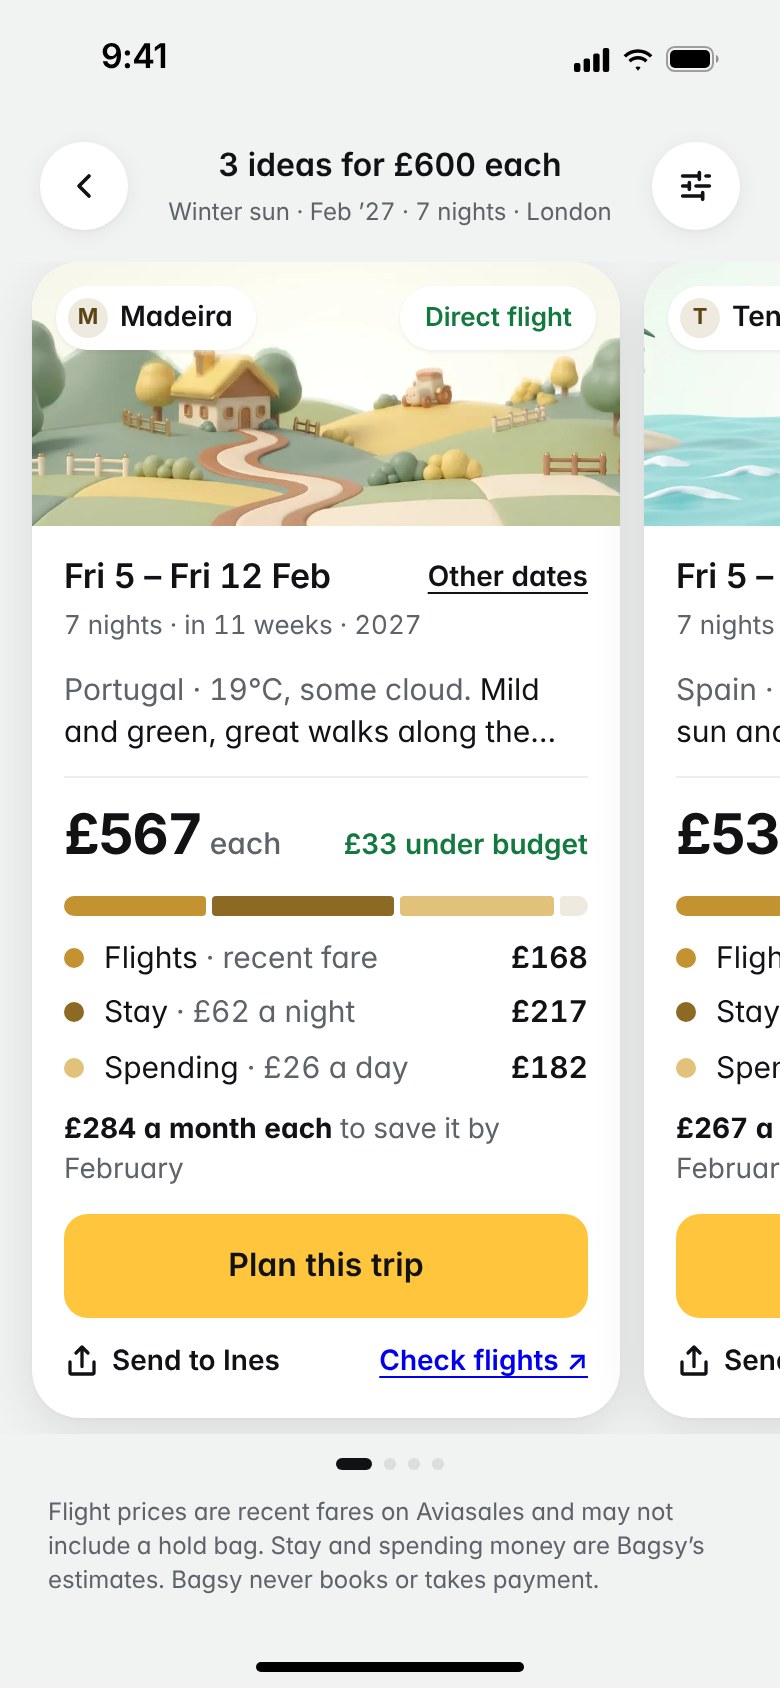 9:41
3 ideas for £600 each
Winter sun · Feb ’27 · 7 nights · London
M Madeira
Direct flight
T Ten
Fri 5 – Fri 12 Feb
Other dates
7 nights · in 11 weeks · 2027
Portugal · 19°C, some cloud. Mild
and green, great walks along the...
£567 each
£33 under budget
Flights · recent fare £168
Stay · £62 a night £217
Spending · £26 a day £182
£284 a month each to save it by
February
Plan this trip
Send to Ines
Check flights ↗
Fri 5 –
7 nights
Spain ·
sun and
£53
Fligh
Stay
Spen
£267 a
Februar
Send
Flight prices are recent fares on Aviasales and may not
include a hold bag. Stay and spending money are Bagsy’s
estimates. Bagsy never books or takes payment.